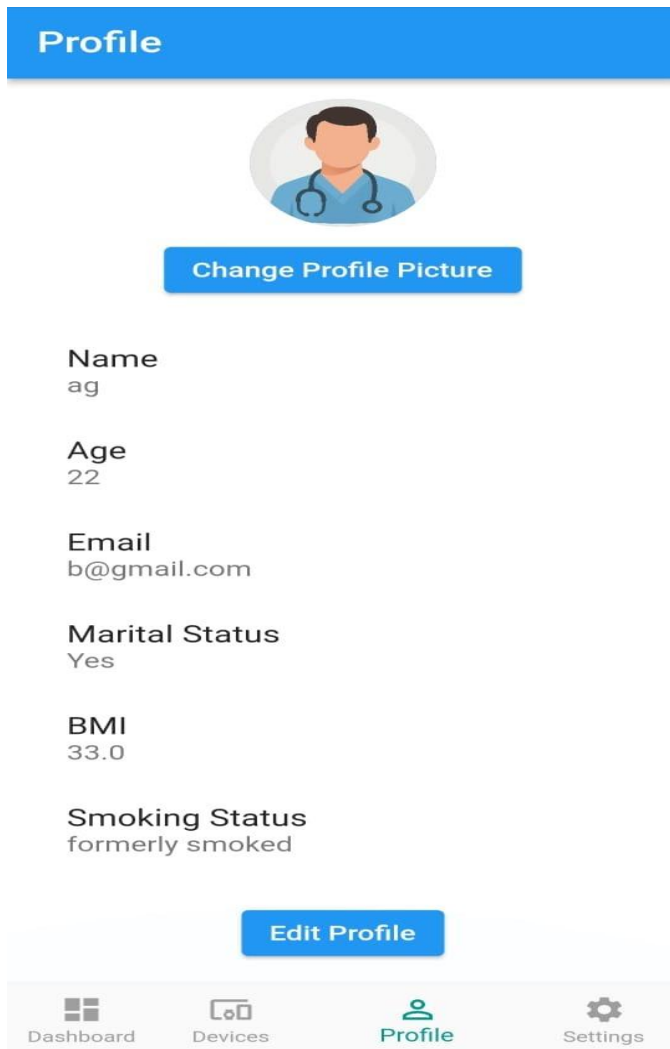 Profile
Change Profile Picture
Name
ag
Age
22
Email
b@gmail.com
Marital Status
Yes
BMI
33.0
Smoking Status
formerly smoked
Edit Profile
Dashboard Devices Profile Settings